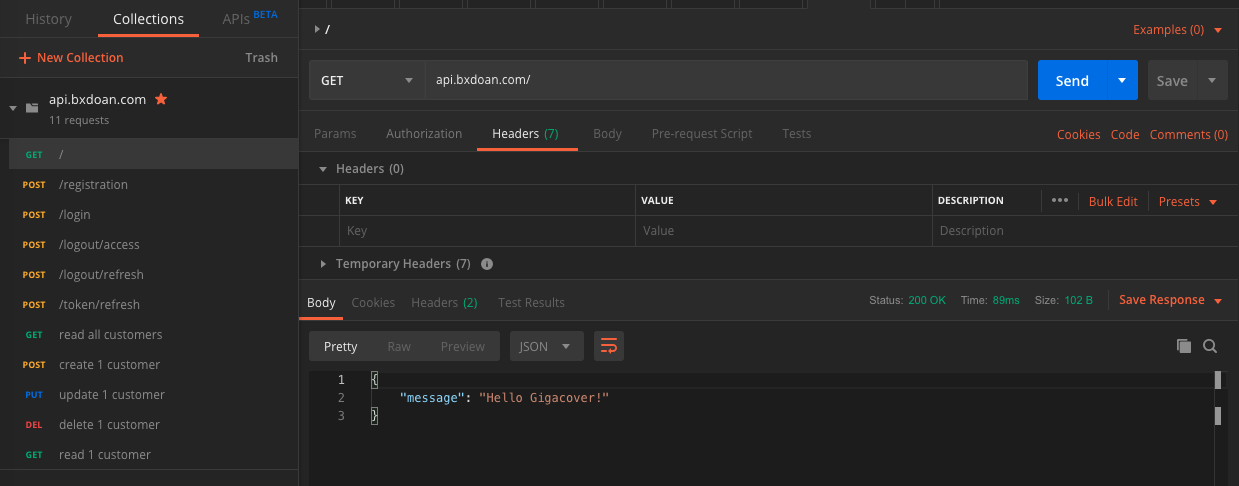 History Collections APIs BETA
+ New Collection Trash
api.bxdoan.com
11 requests
GET /
POST /registration
POST /login
POST /logout/access
POST /logout/refresh
POST /token/refresh
GET read all customers
POST create 1 customer
PUT update 1 customer
DEL delete 1 customer
GET read 1 customer
/ Examples (0)
GET api.bxdoan.com/ Send Save
Params Authorization Headers (7) Body Pre-request Script Tests Cookies Code Comments (0)
Headers (0)
KEY VALUE DESCRIPTION ••• Bulk Edit Presets
Key Value Description
Temporary Headers (7) i
Body Cookies Headers (2) Test Results Status: 200 OK Time: 89ms Size: 102 B Save Response
Pretty Raw Preview JSON
1 {
2 "message": "Hello Gigacover!"
3 }